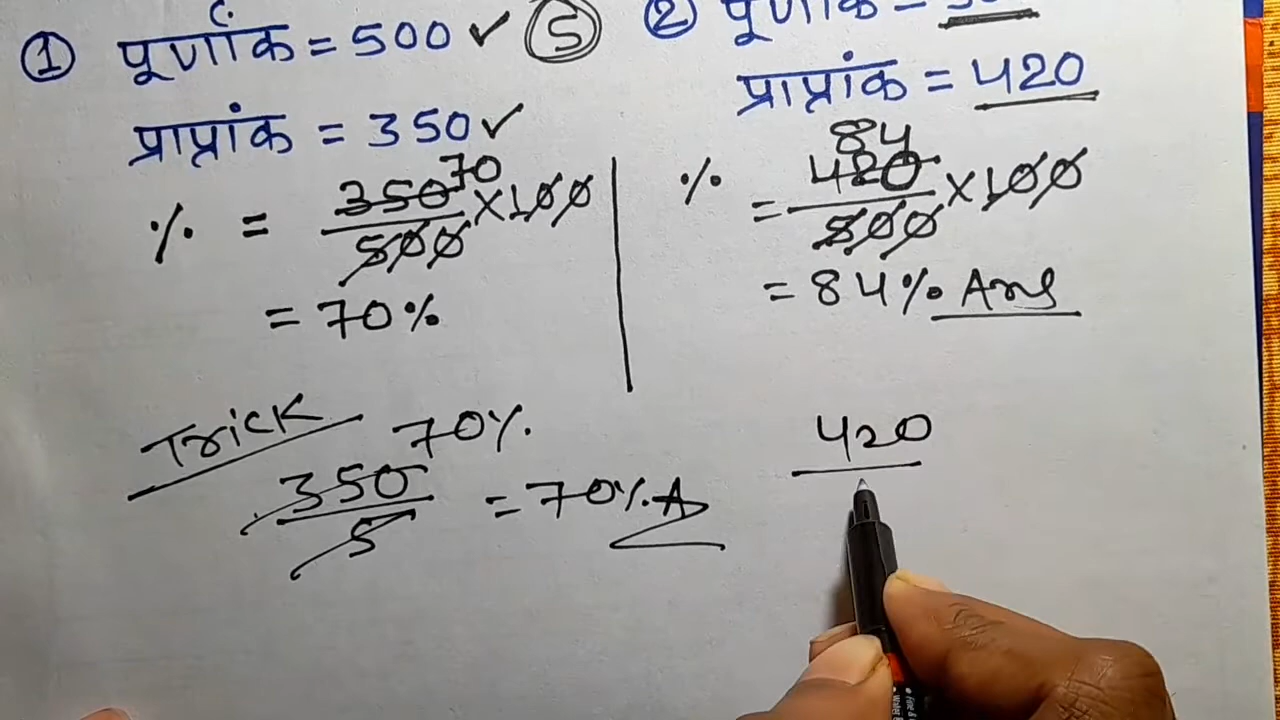 ① पूर्णांक = 500 ✓ ⑤
प्राप्तांक = 350 ✓
% = 350/500 × 100
70
= 70%
② पूर्णांक =
प्राप्तांक = 420
84
% = 420/500 × 100
= 84% Ans
Trick
70%
350/5 = 70% A
420